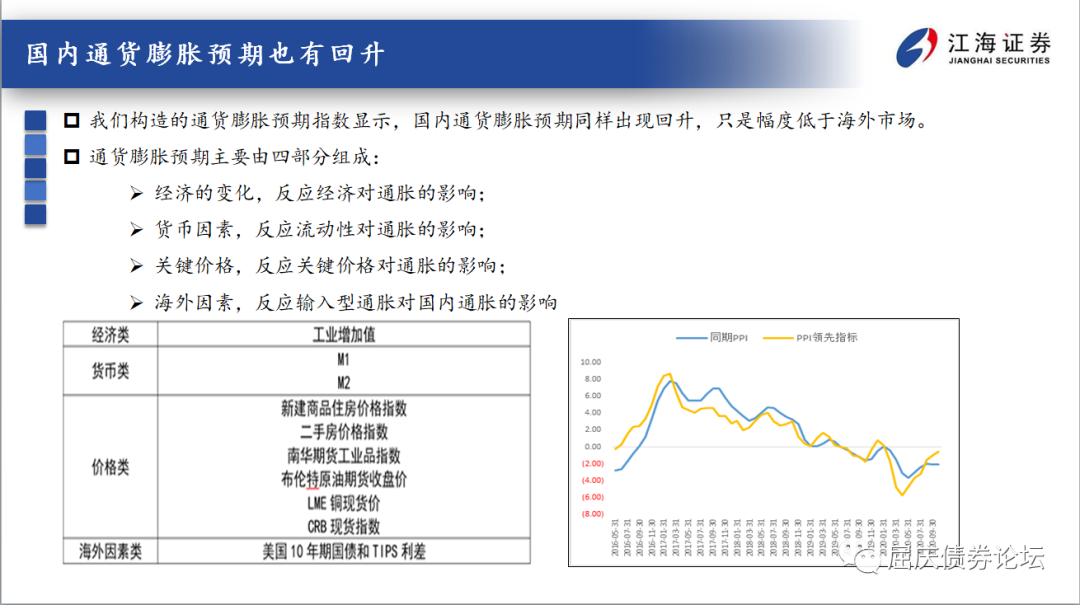 国内通货膨胀预期也有回升
江海证券
JIANGHAI SECURITIES
我们构造的通货膨胀预期指数显示，国内通货膨胀预期同样出现回升，只是幅度低于海外市场。
通货膨胀预期主要由四部分组成：
经济的变化，反应经济对通胀的影响；
货币因素，反应流动性对通胀的影响；
关键价格，反应关键价格对通胀的影响；
海外因素，反应输入型通胀对国内通胀的影响
经济类 工业增加值
货币类 M1
M2
价格类 新建商品住房价格指数
二手房价格指数
南华期货工业品指数
布伦特原油期货收盘价
LME 铜现货价
CRB 现货指数
海外因素类 美国 10 年期国债和 TIPS 利差
同期PPI PPI领先指标
10.00
8.00
6.00
4.00
2.00
0.00
(2.00)
(4.00)
(6.00)
(8.00)
2016-05-31
2016-07-31
2016-09-30
2016-11-30
2017-01-31
2017-03-31
2017-05-31
2017-07-31
2017-09-30
2017-11-30
2018-01-31
2018-03-31
2018-05-31
2018-07-31
2018-09-30
2018-11-30
2019-01-31
2019-03-31
2019-05-31
2019-07-31
2019-09-30
2019-11-30
2020-01-31
2020-03-31
2020-05-31
2020-07-31
2020-09-30
屈庆债券论坛